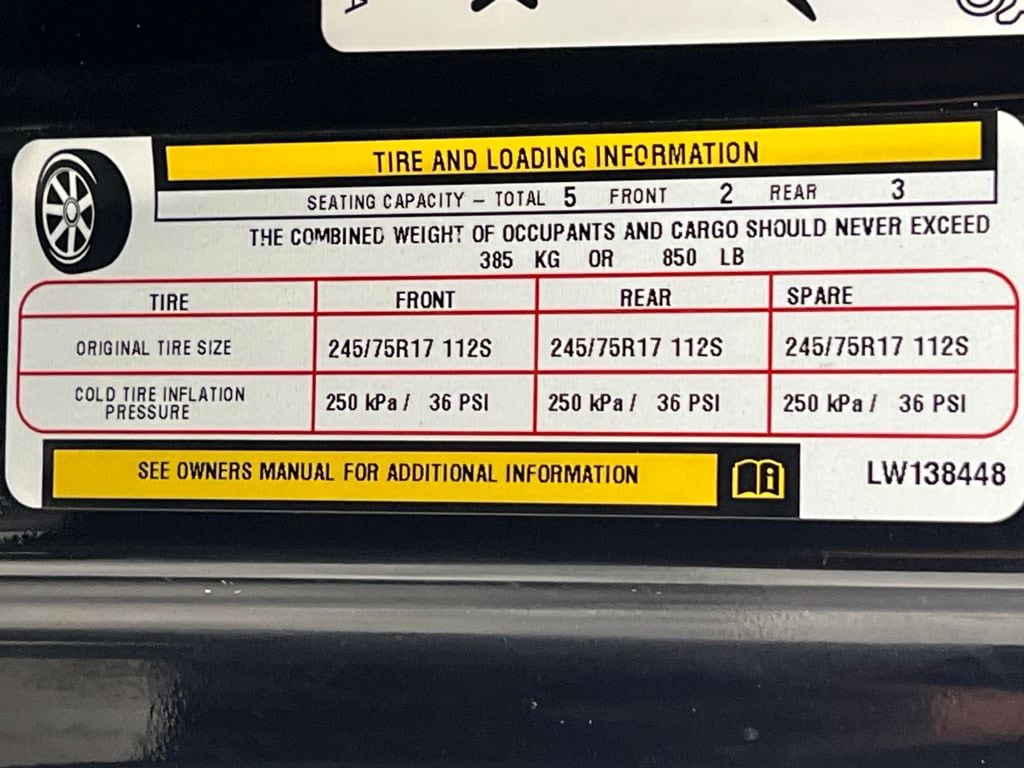 A
TIRE AND LOADING INFORMATION
SEATING CAPACITY – TOTAL 5 FRONT 2 REAR 3
THE COMBINED WEIGHT OF OCCUPANTS AND CARGO SHOULD NEVER EXCEED
385 KG OR 850 LB
TIRE FRONT REAR SPARE
ORIGINAL TIRE SIZE 245/75R17 112S 245/75R17 112S 245/75R17 112S
COLD TIRE INFLATION
PRESSURE 250 kPa / 36 PSI 250 kPa / 36 PSI 250 kPa / 36 PSI
SEE OWNERS MANUAL FOR ADDITIONAL INFORMATION
LW138448